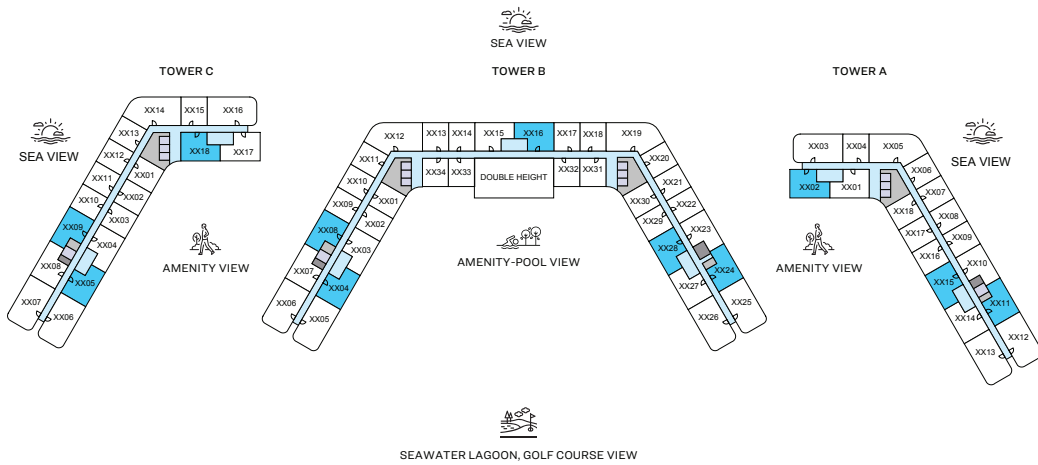 SEA VIEW
TOWER C
TOWER B
TOWER A
SEA VIEW
XX14
XX15
XX16
XX13
XX12
XX11
XX10
XX09
XX08
XX07
XX06
XX05
XX04
XX03
XX02
XX01
XX18
XX17
AMENITY VIEW
XX12
XX13
XX14
XX15
XX16
XX17
XX18
XX19
XX11
XX10
XX09
XX08
XX07
XX06
XX05
XX04
XX03
XX02
XX01
XX34
XX33
DOUBLE HEIGHT
XX32
XX31
XX30
XX29
XX28
XX27
XX26
XX20
XX21
XX22
XX23
XX24
XX25
AMENITY-POOL VIEW
XX03
XX04
XX05
SEA VIEW
XX02
XX01
XX06
XX07
XX08
XX09
XX10
XX11
XX12
XX18
XX17
XX16
XX15
XX14
XX13
AMENITY VIEW
SEAWATER LAGOON, GOLF COURSE VIEW